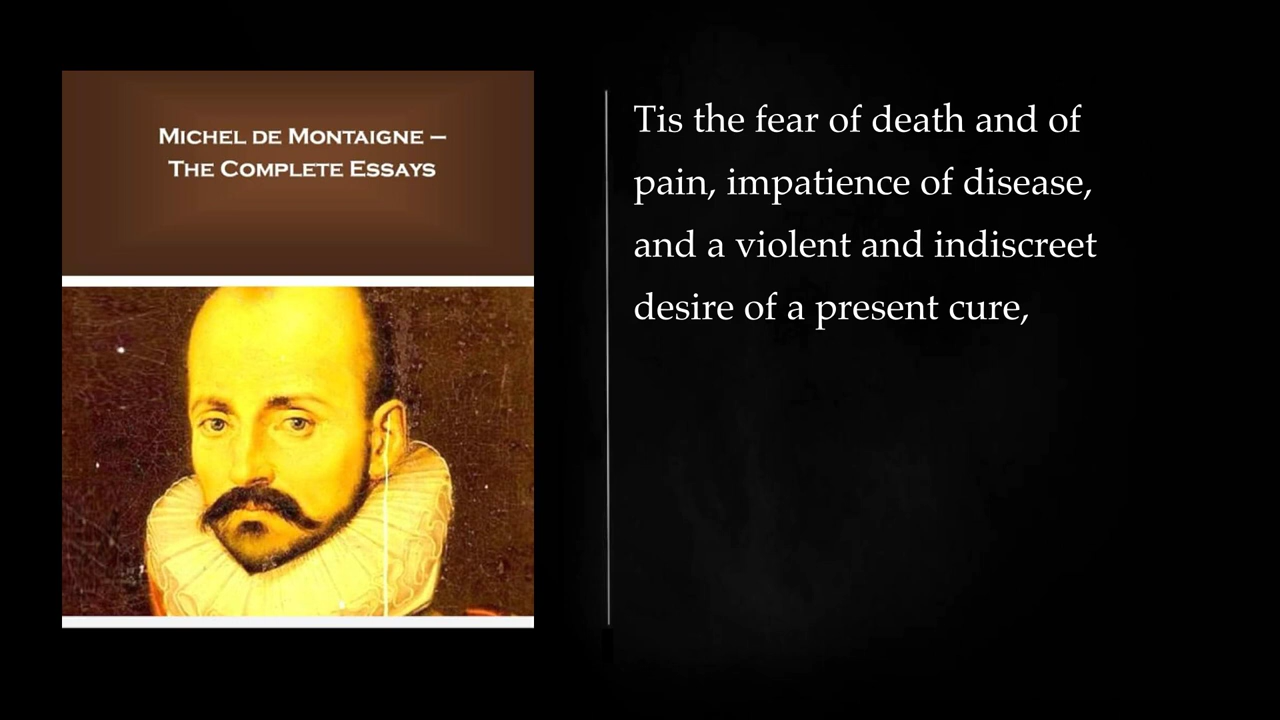 MICHEL DE MONTAIGNE –
THE COMPLETE ESSAYS
Tis the fear of death and of
pain, impatience of disease,
and a violent and indiscreet
desire of a present cure,